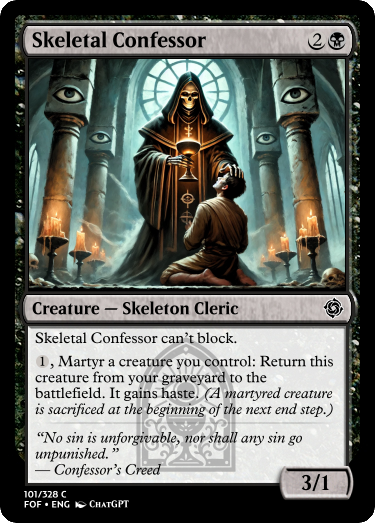 Skeletal Confessor 2
Creature — Skeleton Cleric
Skeletal Confessor can't block.
1, Martyr a creature you control: Return this
creature from your graveyard to the
battlefield. It gains haste. (A martyred creature
is sacrificed at the beginning of the next end step.)
“No sin is unforgivable, nor shall any sin go
unpunished.”
— Confessor's Creed
3/1
101/328 C
FOF • ENG ChatGPT